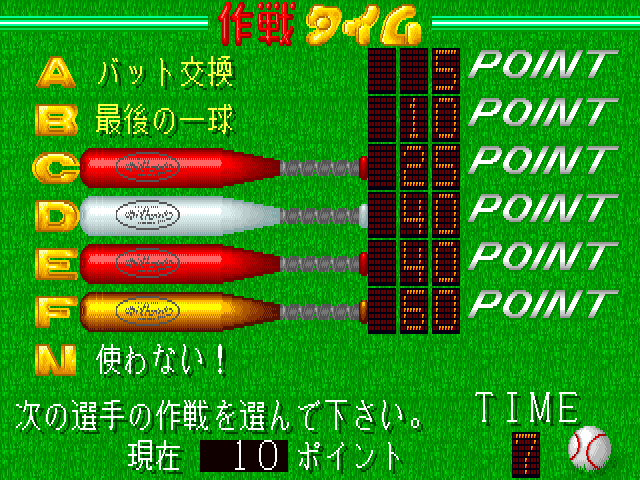 作戦タイム
A バット交換 5 POINT
B 最後の一球 10 POINT
C 25 POINT
D 40 POINT
E 40 POINT
F 60 POINT
N 使わない!
次の選手の作戦を選んで下さい。
現在 10 ポイント
TIME
7